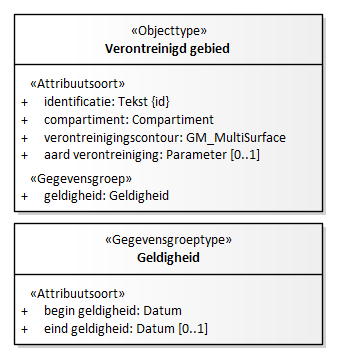 «Objecttype»
Verontreinigd gebied
«Attribuutsoort»
+ identificatie: Tekst {id}
+ compartiment: Compartiment
+ verontreinigingscontour: GM_MultiSurface
+ aard verontreiniging: Parameter [0..1]
«Gegevensgroep»
+ geldigheid: Geldigheid
«Gegevensgroeptype»
Geldigheid
«Attribuutsoort»
+ begin geldigheid: Datum
+ eind geldigheid: Datum [0..1]